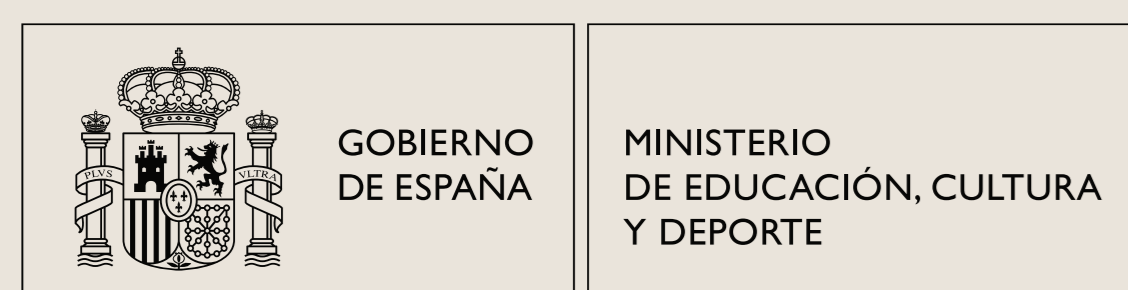 PLVS
VLTRA
GOBIERNO
DE ESPAÑA
MINISTERIO
DE EDUCACIÓN, CULTURA
Y DEPORTE